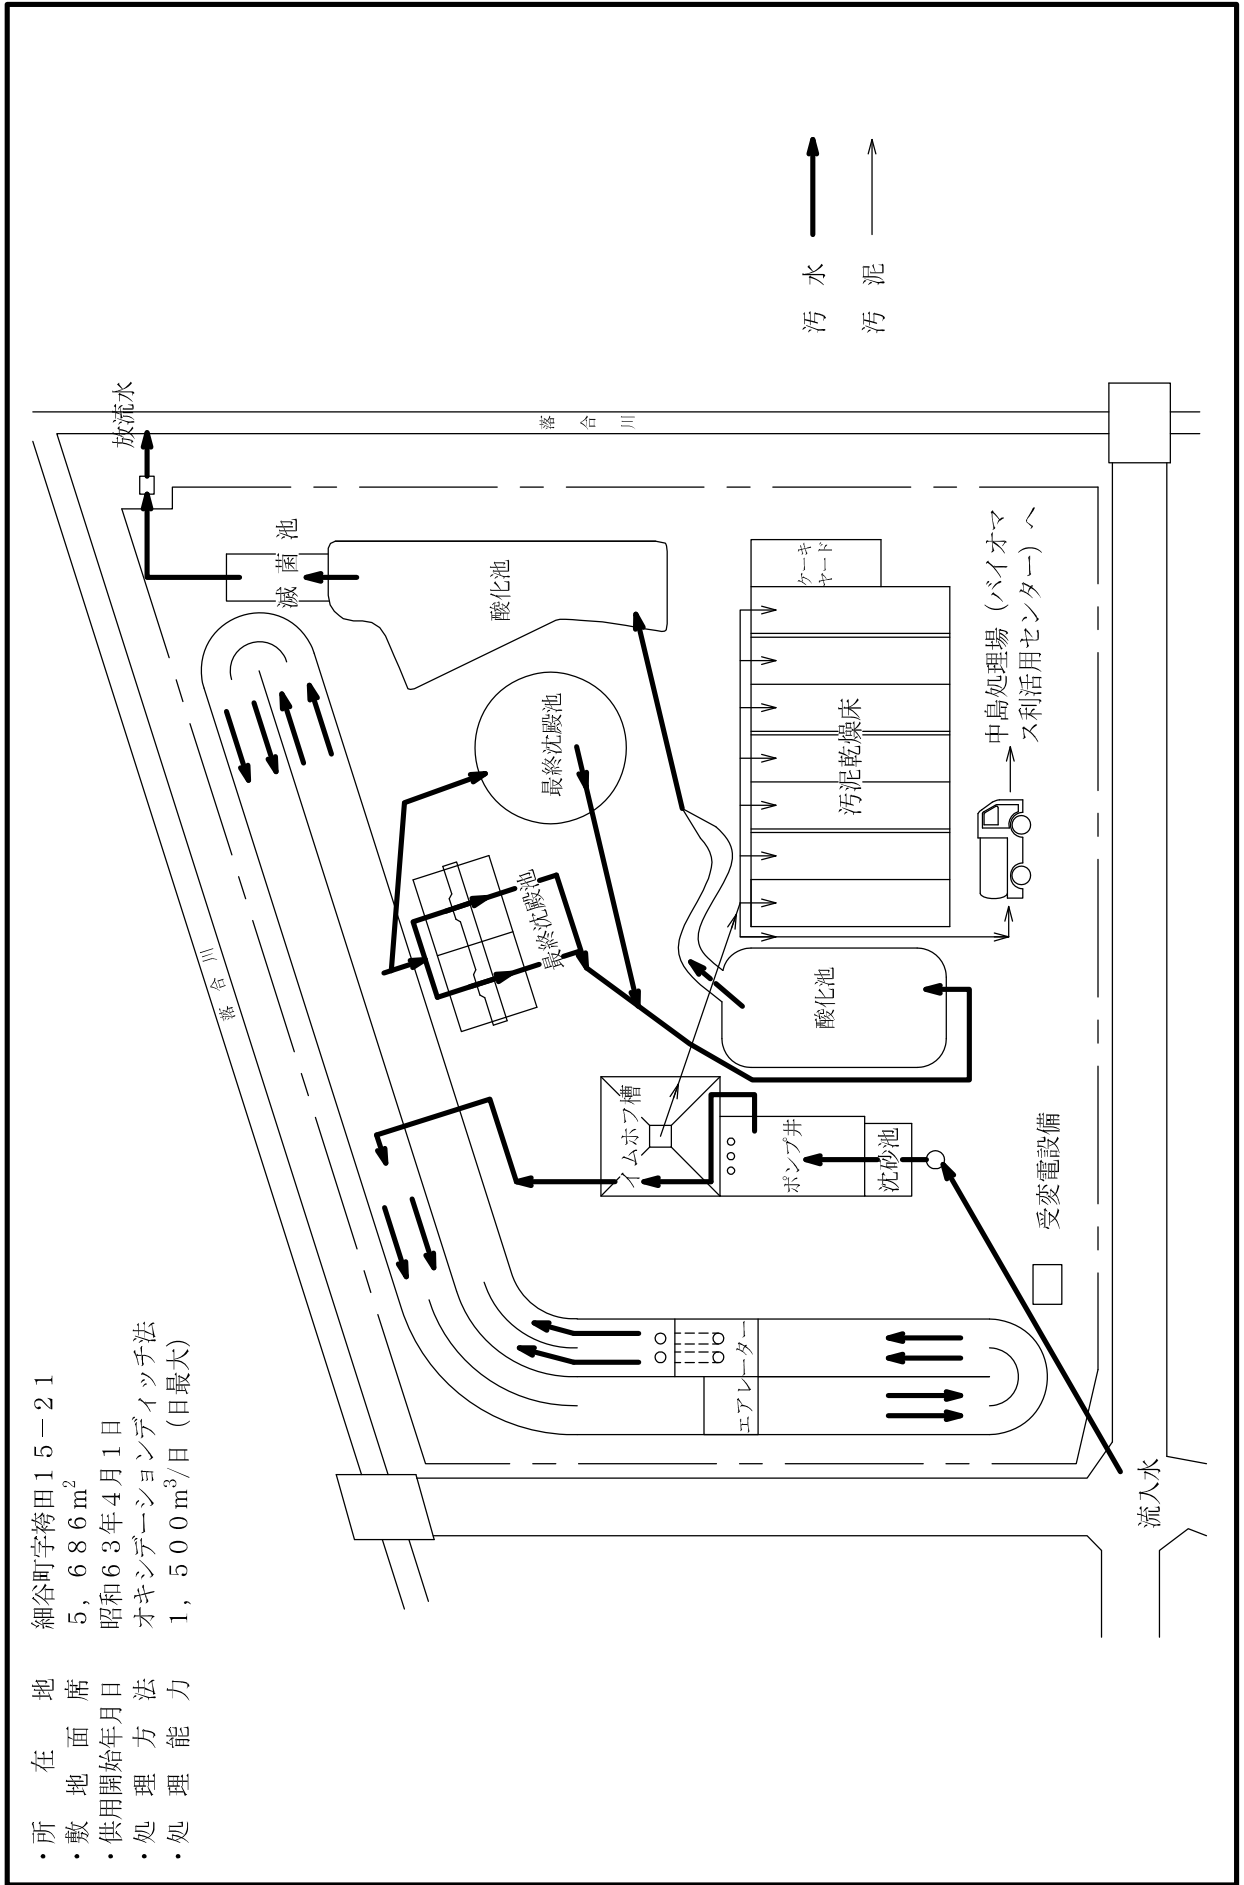 ・所在地 細谷町字袴田１５－２１
・敷地面席 ５，６８６m²
・供用開始年月日 昭和６３年４月１日
・処理方法 オキシデーションディッチ法
・処理能力 １，５００m³/日（日最大）
放流水
落合川
落合川
滅菌池
酸化池
最終沈殿池
最終沈殿池
ケーキ
ヤード
汚泥乾燥床
中島処理場（バイオマ
ス利活用センター）へ
酸化池
イムホフ槽
ポンプ井
沈砂池
受変電設備
エアレーター
流入水
汚水
汚泥